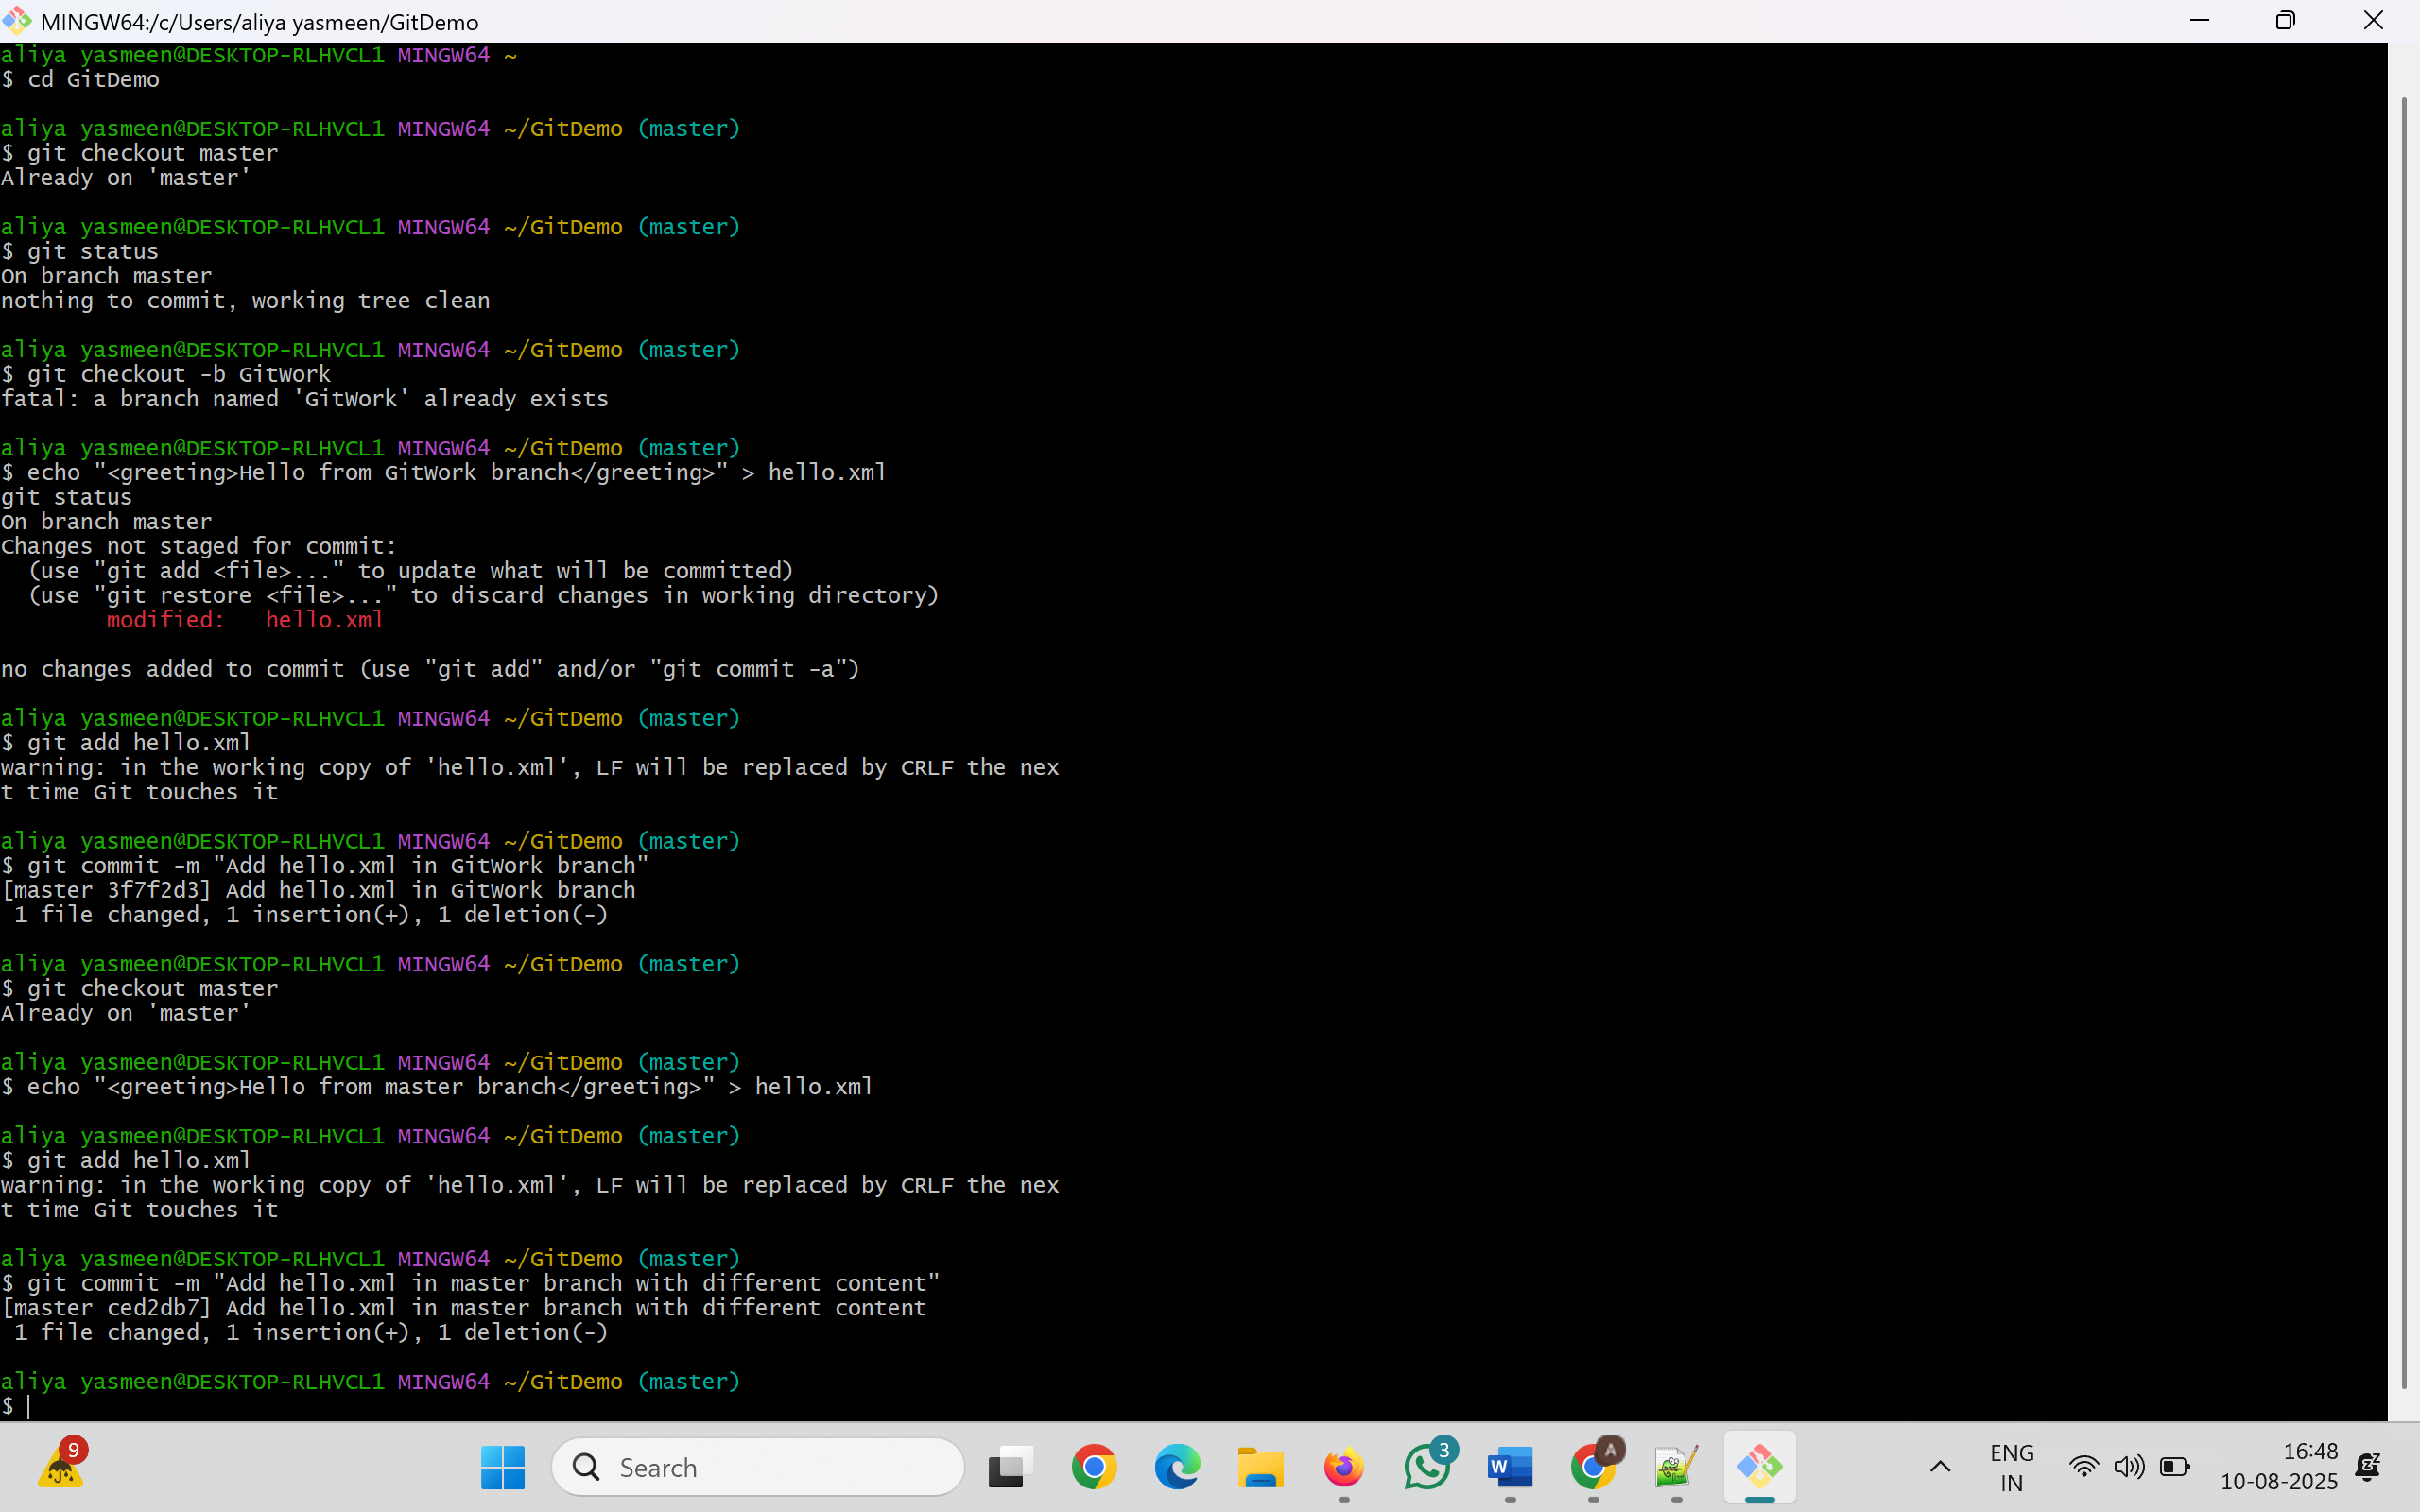 MINGW64:/c/Users/aliya yasmeen/GitDemo
aliya yasmeen@DESKTOP-RLHVCL1 MINGW64 ~
$ cd GitDemo
aliya yasmeen@DESKTOP-RLHVCL1 MINGW64 ~/GitDemo (master)
$ git checkout master
Already on 'master'
aliya yasmeen@DESKTOP-RLHVCL1 MINGW64 ~/GitDemo (master)
$ git status
On branch master
nothing to commit, working tree clean
aliya yasmeen@DESKTOP-RLHVCL1 MINGW64 ~/GitDemo (master)
$ git checkout -b GitWork
fatal: a branch named 'GitWork' already exists
aliya yasmeen@DESKTOP-RLHVCL1 MINGW64 ~/GitDemo (master)
$ echo "<greeting>Hello from GitWork branch</greeting>" > hello.xml
git status
On branch master
Changes not staged for commit:
  (use "git add <file>..." to update what will be committed)
  (use "git restore <file>..." to discard changes in working directory)
        modified:   hello.xml
no changes added to commit (use "git add" and/or "git commit -a")
aliya yasmeen@DESKTOP-RLHVCL1 MINGW64 ~/GitDemo (master)
$ git add hello.xml
warning: in the working copy of 'hello.xml', LF will be replaced by CRLF the nex
t time Git touches it
aliya yasmeen@DESKTOP-RLHVCL1 MINGW64 ~/GitDemo (master)
$ git commit -m "Add hello.xml in GitWork branch"
[master 3f7f2d3] Add hello.xml in GitWork branch
 1 file changed, 1 insertion(+), 1 deletion(-)
aliya yasmeen@DESKTOP-RLHVCL1 MINGW64 ~/GitDemo (master)
$ git checkout master
Already on 'master'
aliya yasmeen@DESKTOP-RLHVCL1 MINGW64 ~/GitDemo (master)
$ echo "<greeting>Hello from master branch</greeting>" > hello.xml
aliya yasmeen@DESKTOP-RLHVCL1 MINGW64 ~/GitDemo (master)
$ git add hello.xml
warning: in the working copy of 'hello.xml', LF will be replaced by CRLF the nex
t time Git touches it
aliya yasmeen@DESKTOP-RLHVCL1 MINGW64 ~/GitDemo (master)
$ git commit -m "Add hello.xml in master branch with different content"
[master ced2db7] Add hello.xml in master branch with different content
 1 file changed, 1 insertion(+), 1 deletion(-)
aliya yasmeen@DESKTOP-RLHVCL1 MINGW64 ~/GitDemo (master)
$
9
Search
3
W
A
ENG
IN
16:48
10-08-2025